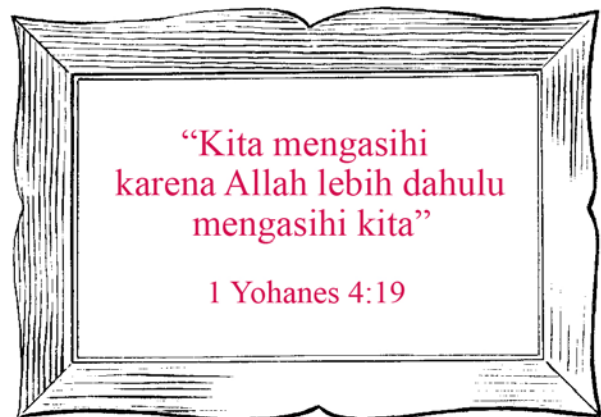 “Kita mengasihi
karena Allah lebih dahulu
mengasihi kita”
1 Yohanes 4:19